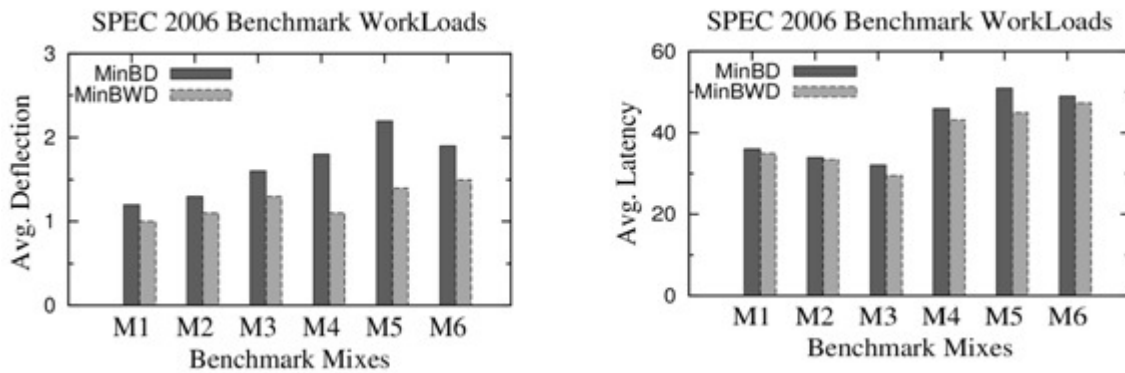 SPEC 2006 Benchmark WorkLoads
3
2
1
0
Avg. Deflection
MinBD
MinBWD
M1 M2 M3 M4 M5 M6
Benchmark Mixes
SPEC 2006 Benchmark WorkLoads
60
40
20
0
Avg. Latency
MinBD
MinBWD
M1 M2 M3 M4 M5 M6
Benchmark Mixes